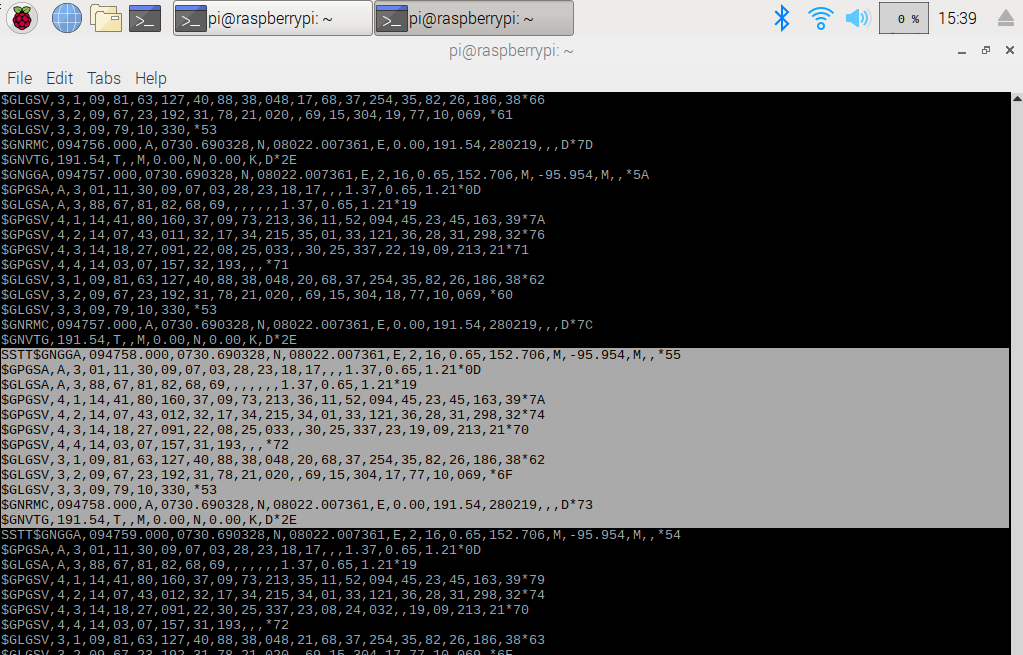 pi@raspberrypi: ~
pi@raspberrypi: ~
0 %
15:39
pi@raspberrypi: ~
File Edit Tabs Help
$GLGSV,3,1,09,81,63,127,40,88,38,048,17,68,37,254,35,82,26,186,38*66
$GLGSV,3,2,09,67,23,192,31,78,21,020,,69,15,304,19,77,10,069,*61
$GLGSV,3,3,09,79,10,330,*53
$GNRMC,094756.000,A,0730.690328,N,08022.007361,E,0.00,191.54,280219,,,D*7D
$GNVTG,191.54,T,,M,0.00,N,0.00,K,D*2E
$GNGGA,094757.000,0730.690328,N,08022.007361,E,2,16,0.65,152.706,M,-95.954,M,,*5A
$GPGSA,A,3,01,11,30,09,07,03,28,23,18,17,,,1.37,0.65,1.21*0D
$GLGSA,A,3,88,67,81,82,68,69,,,,,,,1.37,0.65,1.21*19
$GPGSV,4,1,14,41,80,160,37,09,73,213,36,11,52,094,45,23,45,163,39*7A
$GPGSV,4,2,14,07,43,011,32,17,34,215,35,01,33,121,36,28,31,298,32*76
$GPGSV,4,3,14,18,27,091,22,08,25,033,,30,25,337,22,19,09,213,21*71
$GPGSV,4,4,14,03,07,157,32,193,,,*71
$GLGSV,3,1,09,81,63,127,40,88,38,048,20,68,37,254,35,82,26,186,38*62
$GLGSV,3,2,09,67,23,192,31,78,21,020,,69,15,304,18,77,10,069,*60
$GLGSV,3,3,09,79,10,330,*53
$GNRMC,094757.000,A,0730.690328,N,08022.007361,E,0.00,191.54,280219,,,D*7C
$GNVTG,191.54,T,,M,0.00,N,0.00,K,D*2E
SSTT$GNGGA,094758.000,0730.690328,N,08022.007361,E,2,16,0.65,152.706,M,-95.954,M,,*55
$GPGSA,A,3,01,11,30,09,07,03,28,23,18,17,,,1.37,0.65,1.21*0D
$GLGSA,A,3,88,67,81,82,68,69,,,,,,,1.37,0.65,1.21*19
$GPGSV,4,1,14,41,80,160,37,09,73,213,36,11,52,094,45,23,45,163,39*7A
$GPGSV,4,2,14,07,43,012,32,17,34,215,34,01,33,121,36,28,31,298,32*74
$GPGSV,4,3,14,18,27,091,22,08,25,033,,30,25,337,23,19,09,213,21*70
$GPGSV,4,4,14,03,07,157,31,193,,,*72
$GLGSV,3,1,09,81,63,127,40,88,38,048,20,68,37,254,35,82,26,186,38*62
$GLGSV,3,2,09,67,23,192,31,78,21,020,,69,15,304,17,77,10,069,*6F
$GLGSV,3,3,09,79,10,330,*53
$GNRMC,094758.000,A,0730.690328,N,08022.007361,E,0.00,191.54,280219,,,D*73
$GNVTG,191.54,T,,M,0.00,N,0.00,K,D*2E
SSTT$GNGGA,094759.000,0730.690328,N,08022.007361,E,2,16,0.65,152.706,M,-95.954,M,,*54
$GPGSA,A,3,01,11,30,09,07,03,28,23,18,17,,,1.37,0.65,1.21*0D
$GLGSA,A,3,88,67,81,82,68,69,,,,,,,1.37,0.65,1.21*19
$GPGSV,4,1,14,41,80,160,37,09,73,213,35,11,52,094,45,23,45,163,39*79
$GPGSV,4,2,14,07,43,012,32,17,34,215,34,01,33,121,36,28,31,298,32*74
$GPGSV,4,3,14,18,27,091,22,30,25,337,23,08,24,032,,19,09,213,21*70
$GPGSV,4,4,14,03,07,157,31,193,,,*72
$GLGSV,3,1,09,81,63,127,40,88,38,048,21,68,37,254,35,82,26,186,38*63
$GLGSV,3,2,09,67,23,192,31,78,21,020,,69,15,304,17,77,10,069,*6F